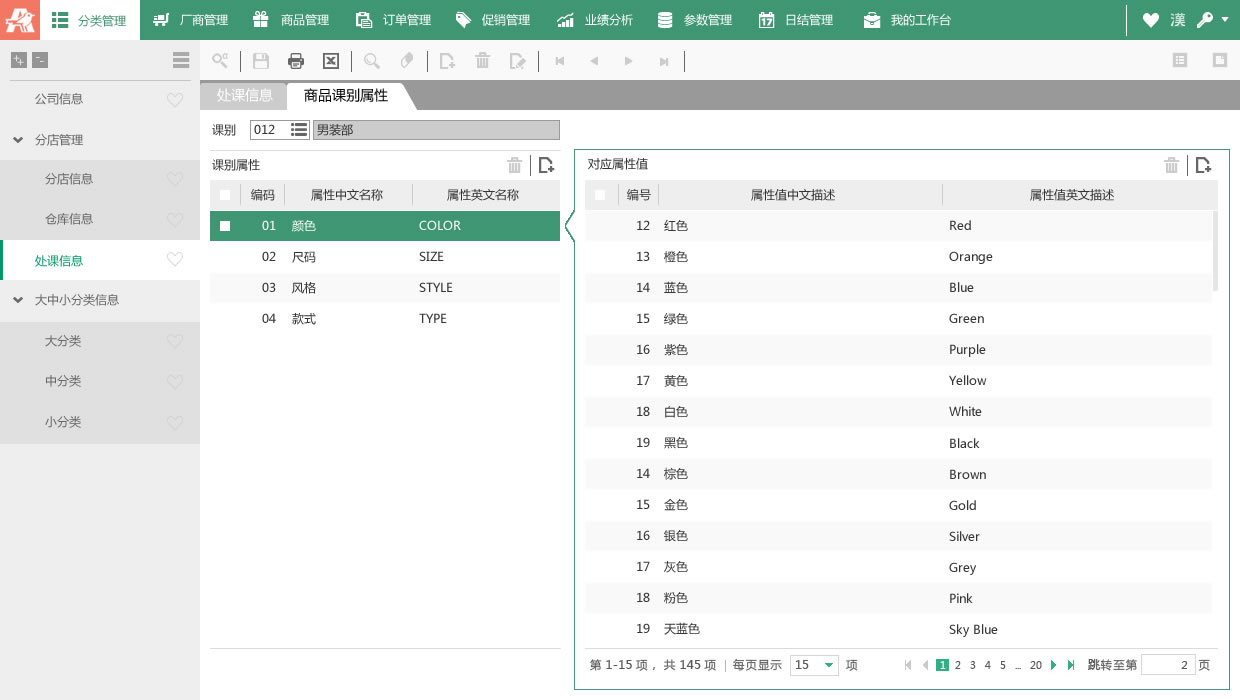 分类管理 厂商管理 商品管理 订单管理 促销管理 业绩分析 参数管理 17 日结管理 我的工作台 漢
公司信息
分店管理
分店信息
仓库信息
处课信息
大中小分类信息
大分类
中分类
小分类
处课信息 商品课别属性
课别 012 男装部
课别属性
编码 属性中文名称 属性英文名称
01 颜色 COLOR
02 尺码 SIZE
03 风格 STYLE
04 款式 TYPE
对应属性值
编号 属性值中文描述 属性值英文描述
12 红色 Red
13 橙色 Orange
14 蓝色 Blue
15 绿色 Green
16 紫色 Purple
17 黄色 Yellow
18 白色 White
19 黑色 Black
14 棕色 Brown
15 金色 Gold
16 银色 Silver
17 灰色 Grey
18 粉色 Pink
19 天蓝色 Sky Blue
第 1-15 项 , 共 145 项 | 每页显示 15 项 1 2 3 4 5 ... 20 跳转至第 2 页